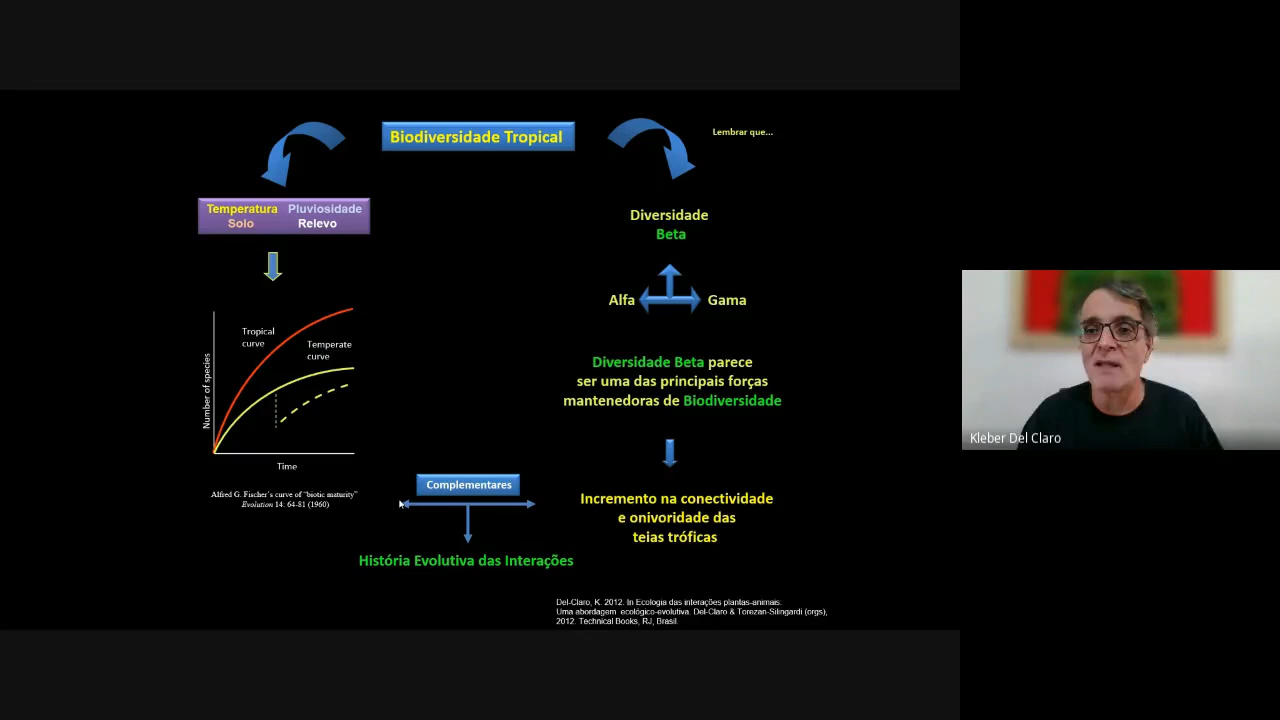 Biodiversidade Tropical
Lembrar que...
Temperatura Pluviosidade
Solo Relevo
Diversidade
Beta
Alfa Gama
Tropical
curve
Temperate
curve
Number of species
Time
Alfred G. Fischer's curve of "biotic maturity"
Evolution 14: 64-81 (1960)
Diversidade Beta parece
ser uma das principais forças
mantenedoras de Biodiversidade
Complementares
Incremento na conectividade
e onivoridade das
teias tróficas
História Evolutiva das Interações
Del-Claro, K. 2012. In Ecologia das interações plantas-animais:
Uma abordagem ecológico-evolutiva. Del-Claro & Torezan-Silingardi (orgs),
2012. Technical Books, RJ, Brasil.
Kleber Del Claro